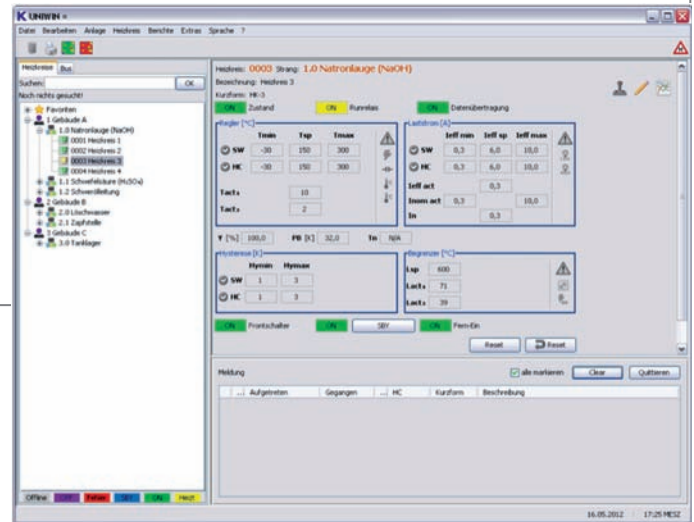 UNIWIN =
Datei Bearbeiten Anlage Heizkreis Berichte Extras Sprache ?
Heizkreise Bus
Suchen: OK
Noch nichts gesucht!
Favoriten
1 Gebäude A
1.0 Natronlauge (NaOH)
0001 Heizkreis 1
0002 Heizkreis 2
0003 Heizkreis 3
0004 Heizkreis 4
1.1 Schwefelsäure (H₂SO₄)
1.2 Schwerölleitung
2 Gebäude B
2.0 Löschwasser
2.1 Zapfstelle
3 Gebäude C
3.0 Tanklager
Offline OFF Fehler SBY ON Heizt
Heizkreis: 0003 Strang: 1.0 Natronlauge (NaOH)
Bezeichnung: Heizkreis 3
Kurzform: HK-3
ON Zustand ON Runrelais ON Datenübertragung
Regler [°C]
Tmin Tsp Tmax
SW -30 150 300
HC -30 150 300
Tact₁ 10
Tact₂ 2
Laststrom [A]
Ieff min Ieff sp Ieff max
SW 0,3 6,0 10,0
HC 0,3 6,0 10,0
Ieff act 0,3
Inom act 0,3 10,0
In 0,3
Y [%] 100,0 PB [K] 32,0 Tn N/A
Hysterese [K]
Hymin Hymax
SW 1 3
HC 1 3
Begrenzer [°C]
Lsp 600
Lact₁ 71
Lact₂ 39
ON Frontschalter ON SBY ON Fern-Ein
Reset Reset
Meldung alle markieren Clear Quittieren
... Aufgetreten Gegangen ... HC Kurzform Beschreibung
16.05.2012 17:25 MESZ